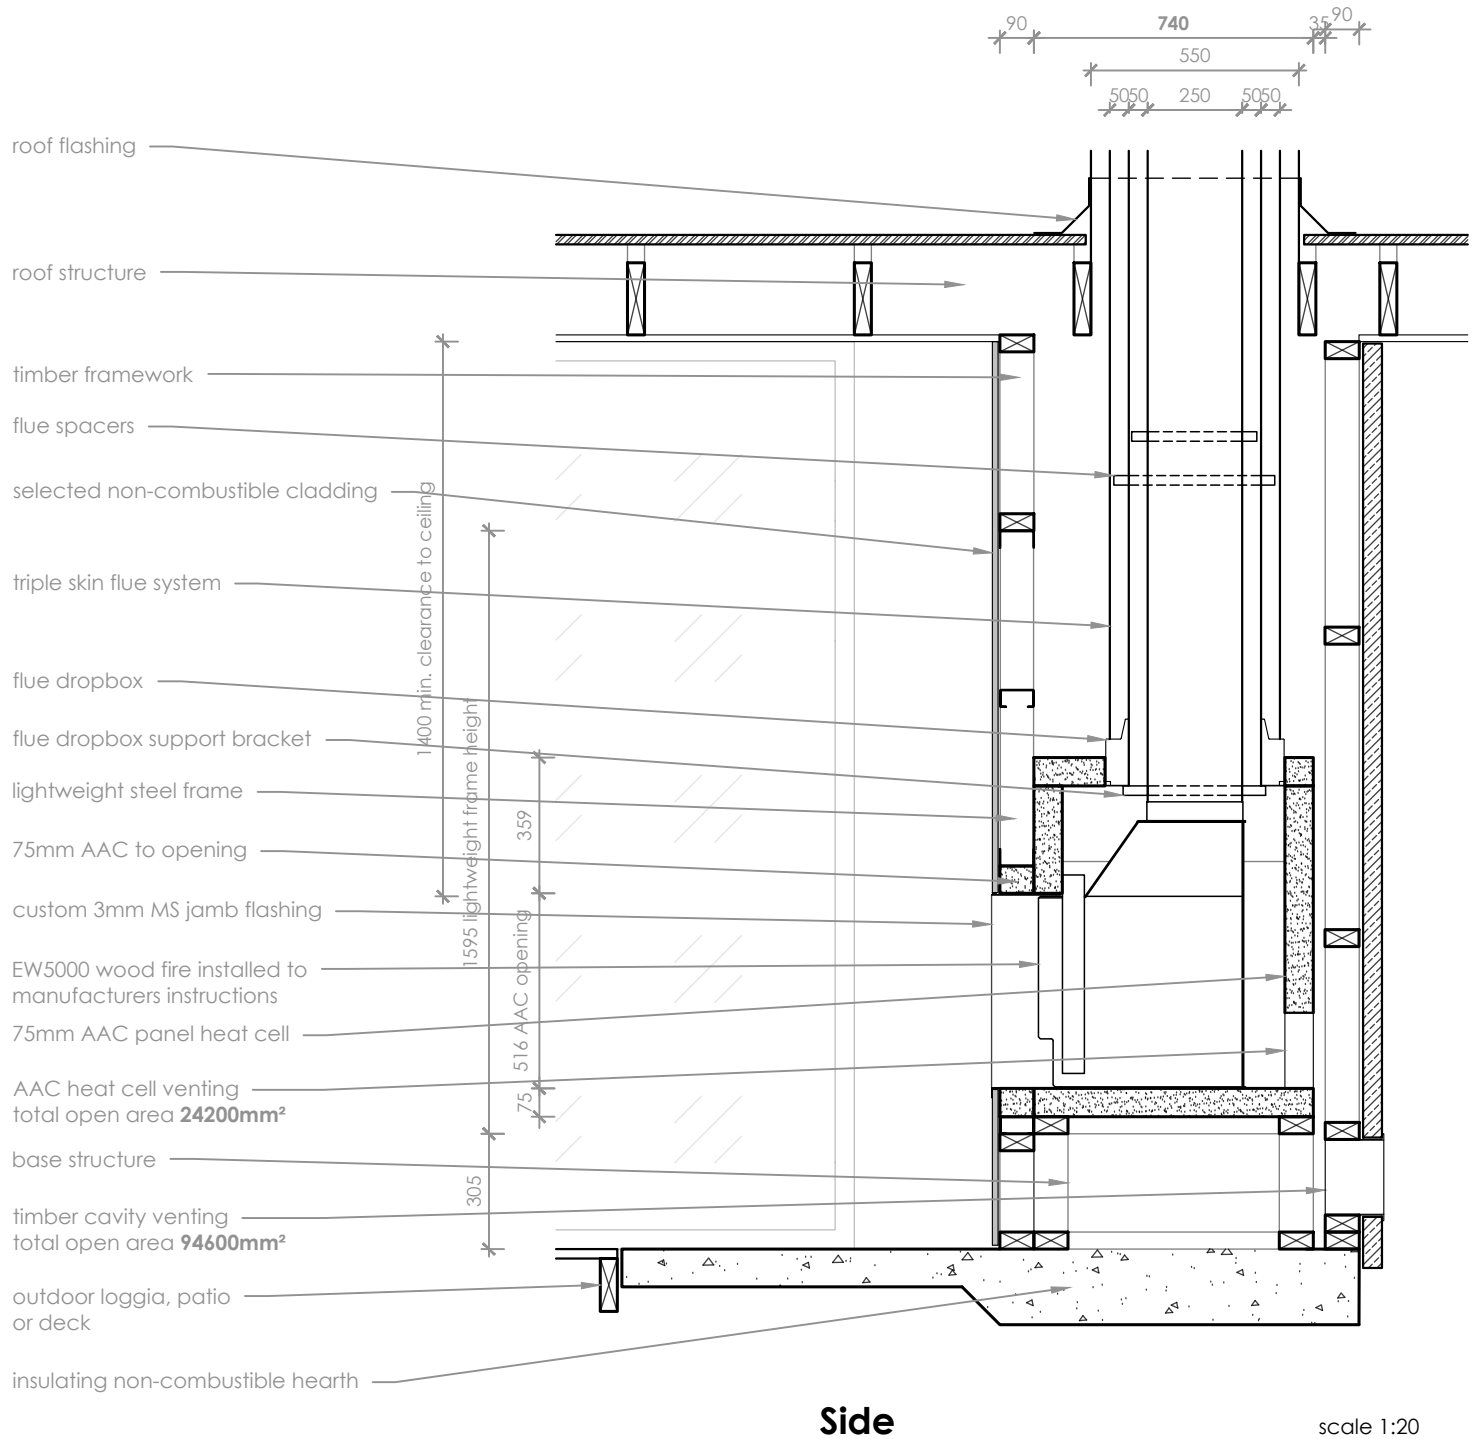 90
740
35
90
550
50
50
250
50
50
roof flashing
roof structure
timber framework
flue spacers
selected non-combustible cladding
triple skin flue system
flue dropbox
flue dropbox support bracket
lightweight steel frame
75mm AAC to opening
custom 3mm MS jamb flashing
EW5000 wood fire installed to
manufacturers instructions
75mm AAC panel heat cell
AAC heat cell venting
total open area 24200mm²
base structure
timber cavity venting
total open area 94600mm²
outdoor loggia, patio
or deck
insulating non-combustible hearth
1400 min. clearance to ceiling
1595 lightweight frame height
305
359
516 AAC opening
75
Side
scale 1:20